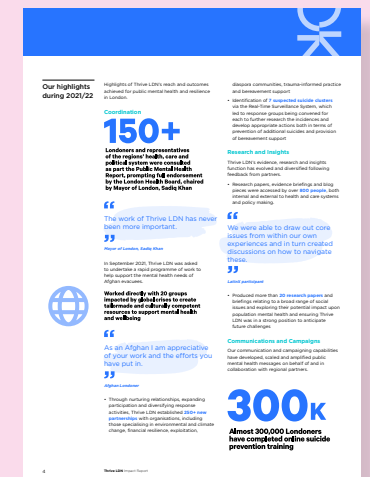 Our highlights
during 2021/22
Highlights of Thrive LDN's reach and outcomes
achieved for public mental health and resilience
in London.
Coordination
150+
Londoners and representatives
of the regions' health, care and
political system were consulted
as part the Public Mental Health
Report, prompting full endorsement
by the London Health Board, chaired
by Mayor of London, Sadiq Khan
“
The work of Thrive LDN has never
been more important.
”
Mayor of London, Sadiq Khan
In September 2021, Thrive LDN was asked
to undertake a rapid programme of work to
help support the mental health needs of
Afghan evacuees.
Worked directly with 20 groups
impacted by global crises to create
tailormade and culturally competent
resources to support mental health
and wellbeing
“
As an Afghan I am appreciative
of your work and the efforts you
have put in.
”
Afghan Londoner
• Through nurturing relationships, expanding
participation and diversifying response
activities, Thrive LDN established 250+ new
partnerships with organisations, including
those specialising in environmental and climate
change, financial resilience, exploitation,
diaspora communities, trauma-informed practice
and bereavement support
• Identification of 7 suspected suicide clusters
via the Real-Time Surveillance System, which
led to response groups being convened for
each to further research the incidences and
develop appropriate actions both in terms of
prevention of additional suicides and provision
of bereavement support
Research and Insights
Thrive LDN's evidence, research and insights
function has evolved and diversified following
feedback from partners.
• Research papers, evidence briefings and blog
pieces were accessed by over 800 people, both
internal and external to health and care systems
and policy making.
“
We were able to draw out core
issues from within our own
experiences and in turn created
discussions on how to navigate
these.
”
Latinit participant
• Produced more than 20 research papers and
briefings relating to a broad range of social
issues and exploring their potential impact upon
population mental health and ensuring Thrive
LDN was in a strong position to anticipate
future challenges
Communications and Campaigns
Our communication and campaigning capabilities
have developed, scaled and amplified public
mental health messages on behalf of and in
collaboration with regional partners.
300K
Almost 300,000 Londoners
have completed online suicide
prevention training
4
Thrive LDN Impact Report